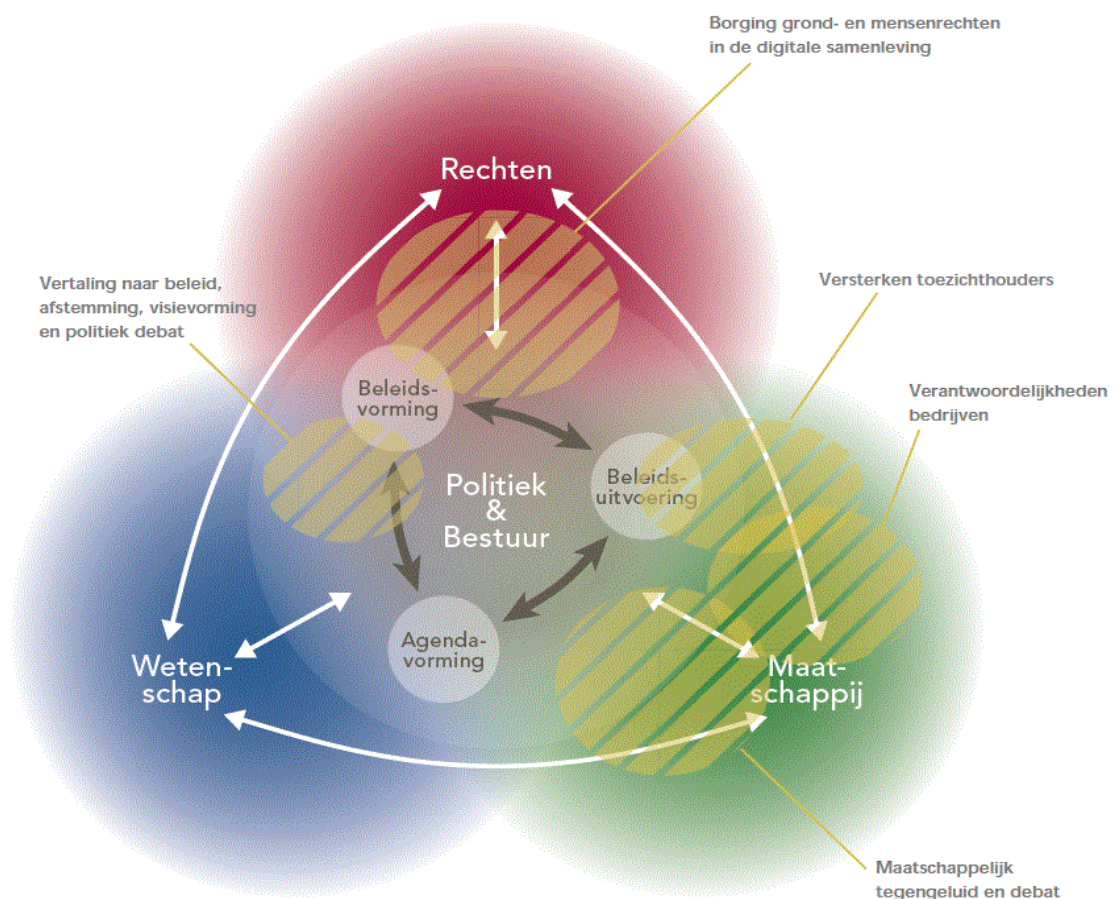 Borging grond- en mensenrechten
in de digitale samenleving
Rechten
Vertaling naar beleid,
afstemming, visievorming
en politiek debat
Versterken toezichthouders
Beleids-
vorming
Verantwoordelijkheden
bedrijven
Politiek
&
Bestuur
Beleids-
uitvoering
Agenda-
vorming
Weten-
schap
Maat-
schappij
Maatschappelijk
tegengeluid en debat